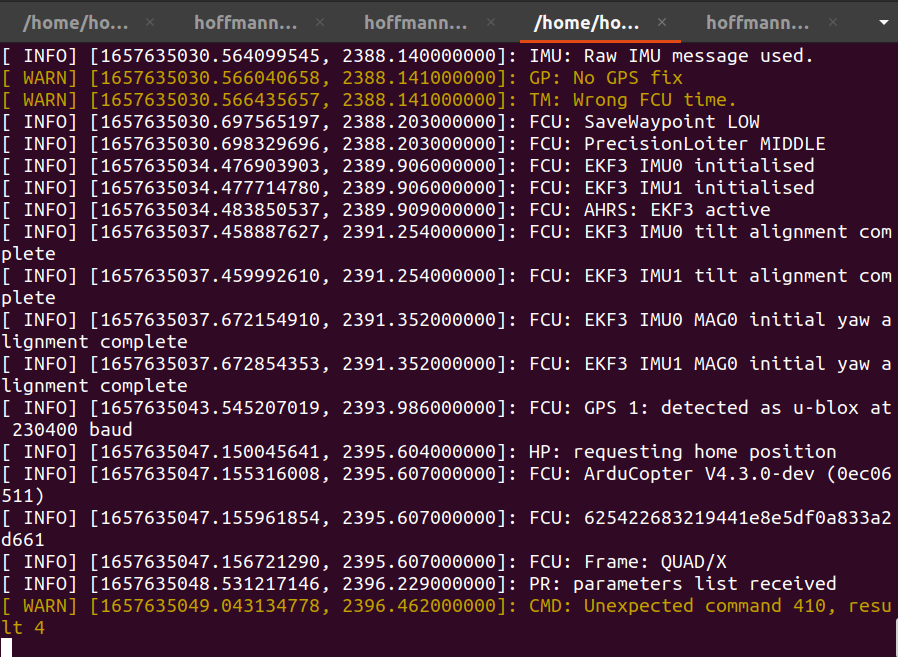 /home/ho... × hoffmann... × hoffmann... × /home/ho... × hoffmann... ×
[ INFO] [1657635030.564099545, 2388.140000000]: IMU: Raw IMU message used.
[ WARN] [1657635030.566040658, 2388.141000000]: GP: No GPS fix
[ WARN] [1657635030.566435657, 2388.141000000]: TM: Wrong FCU time.
[ INFO] [1657635030.697565197, 2388.203000000]: FCU: SaveWaypoint LOW
[ INFO] [1657635030.698329696, 2388.203000000]: FCU: PrecisionLoiter MIDDLE
[ INFO] [1657635034.476903903, 2389.906000000]: FCU: EKF3 IMU0 initialised
[ INFO] [1657635034.477714780, 2389.906000000]: FCU: EKF3 IMU1 initialised
[ INFO] [1657635034.483850537, 2389.909000000]: FCU: AHRS: EKF3 active
[ INFO] [1657635037.458887627, 2391.254000000]: FCU: EKF3 IMU0 tilt alignment com
plete
[ INFO] [1657635037.459992610, 2391.254000000]: FCU: EKF3 IMU1 tilt alignment com
plete
[ INFO] [1657635037.672154910, 2391.352000000]: FCU: EKF3 IMU0 MAG0 initial yaw a
lignment complete
[ INFO] [1657635037.672854353, 2391.352000000]: FCU: EKF3 IMU1 MAG0 initial yaw a
lignment complete
[ INFO] [1657635043.545207019, 2393.986000000]: FCU: GPS 1: detected as u-blox at
 230400 baud
[ INFO] [1657635047.150045641, 2395.604000000]: HP: requesting home position
[ INFO] [1657635047.155316008, 2395.607000000]: FCU: ArduCopter V4.3.0-dev (0ec06
511)
[ INFO] [1657635047.155961854, 2395.607000000]: FCU: 625422683219441e8e5df0a833a2
d661
[ INFO] [1657635047.156721290, 2395.607000000]: FCU: Frame: QUAD/X
[ INFO] [1657635048.531217146, 2396.229000000]: PR: parameters list received
[ WARN] [1657635049.043134778, 2396.462000000]: CMD: Unexpected command 410, resu
lt 4